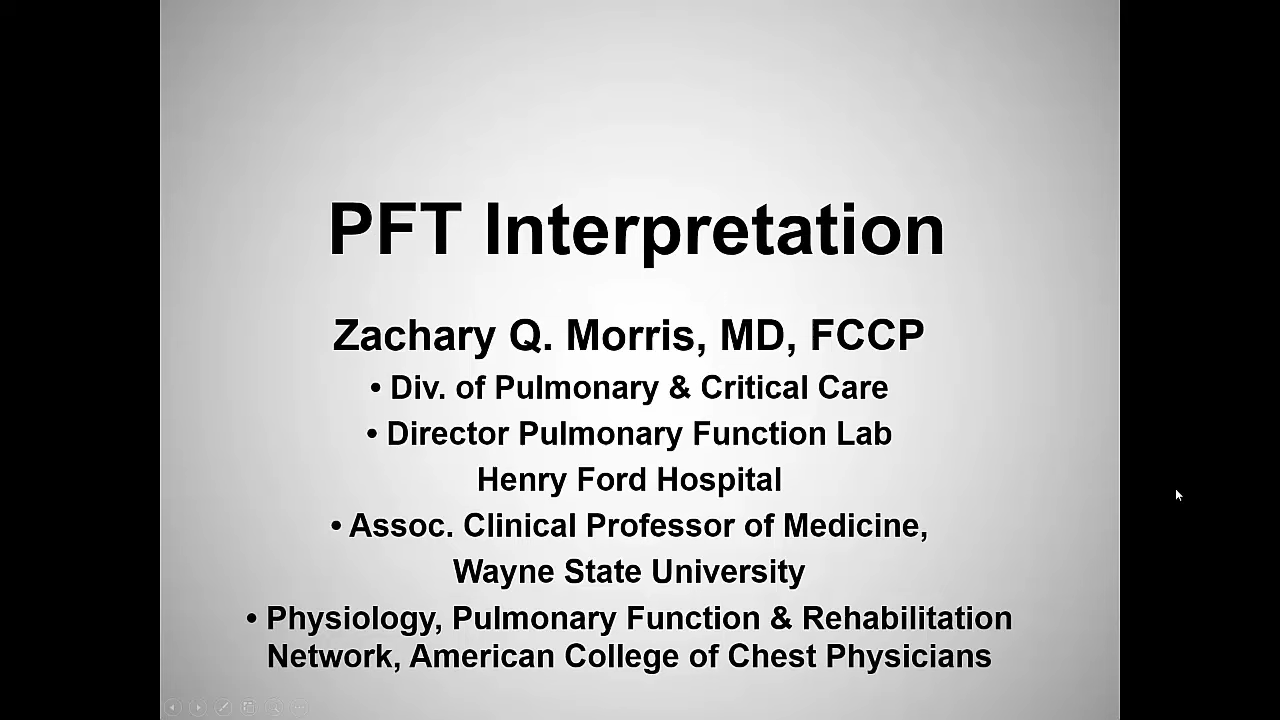 PFT Interpretation
Zachary Q. Morris, MD, FCCP
• Div. of Pulmonary & Critical Care
• Director Pulmonary Function Lab
Henry Ford Hospital
• Assoc. Clinical Professor of Medicine,
Wayne State University
• Physiology, Pulmonary Function & Rehabilitation
Network, American College of Chest Physicians